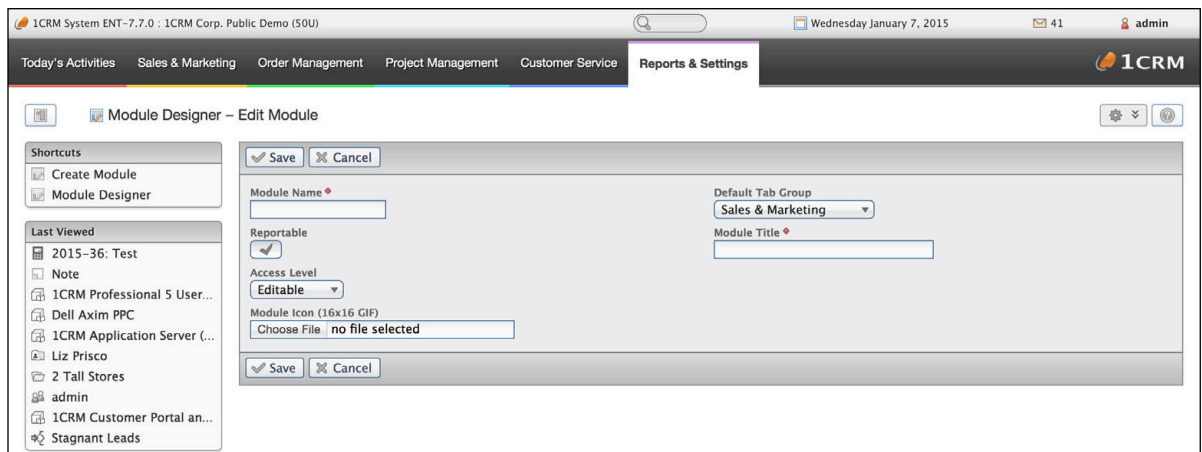 1CRM System ENT-7.7.0 : 1CRM Corp. Public Demo (50U)
Wednesday January 7, 2015
41
admin
Today's Activities Sales & Marketing Order Management Project Management Customer Service Reports & Settings
1CRM
Module Designer – Edit Module
Shortcuts
Create Module
Module Designer
Last Viewed
2015-36: Test
Note
1CRM Professional 5 User...
Dell Axim PPC
1CRM Application Server (...
Liz Prisco
2 Tall Stores
admin
1CRM Customer Portal an...
Stagnant Leads
Save Cancel
Module Name
Default Tab Group
Sales & Marketing
Reportable
Module Title
Access Level
Editable
Module Icon (16x16 GIF)
Choose File no file selected
Save Cancel